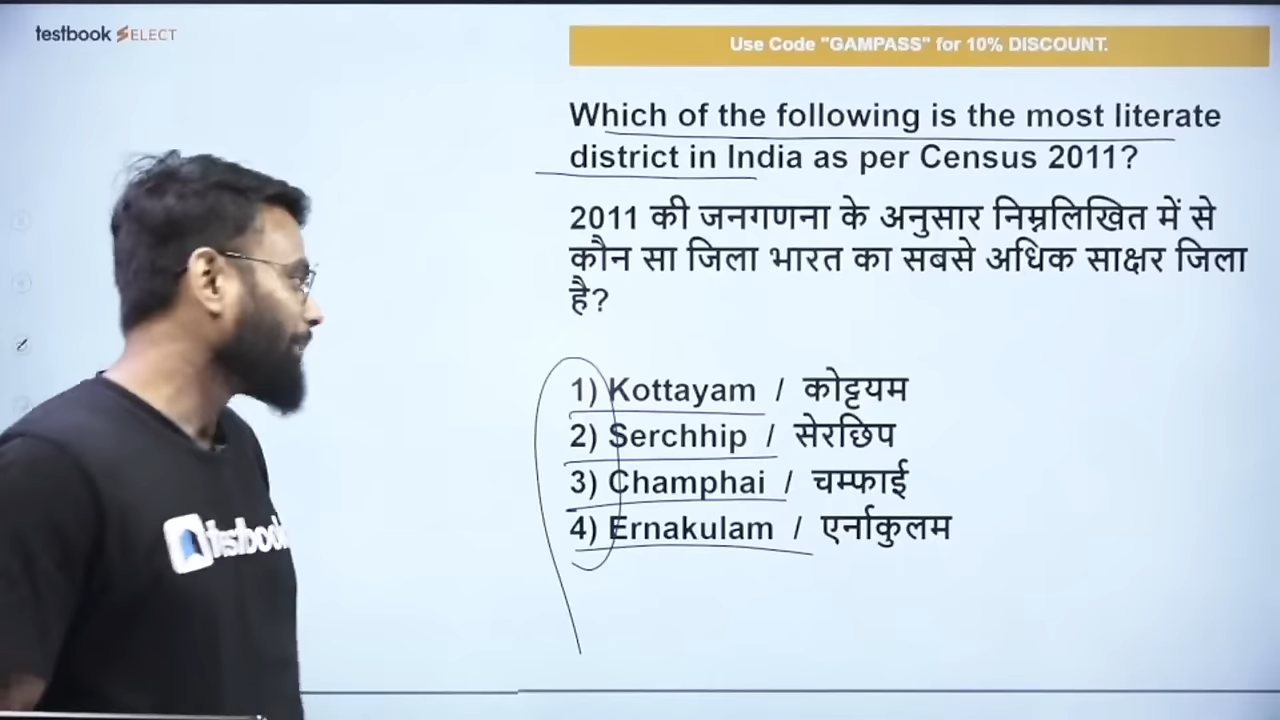 testbook SELECT
Use Code "GAMPASS" for 10% DISCOUNT.
Which of the following is the most literate
district in India as per Census 2011?
2011 की जनगणना के अनुसार निम्नलिखित में से
कौन सा जिला भारत का सबसे अधिक साक्षर जिला
है?
1) Kottayam / कोट्टयम
2) Serchhip / सेरछिप
3) Champhai / चम्फाई
4) Ernakulam / एर्नाकुलम
testbook